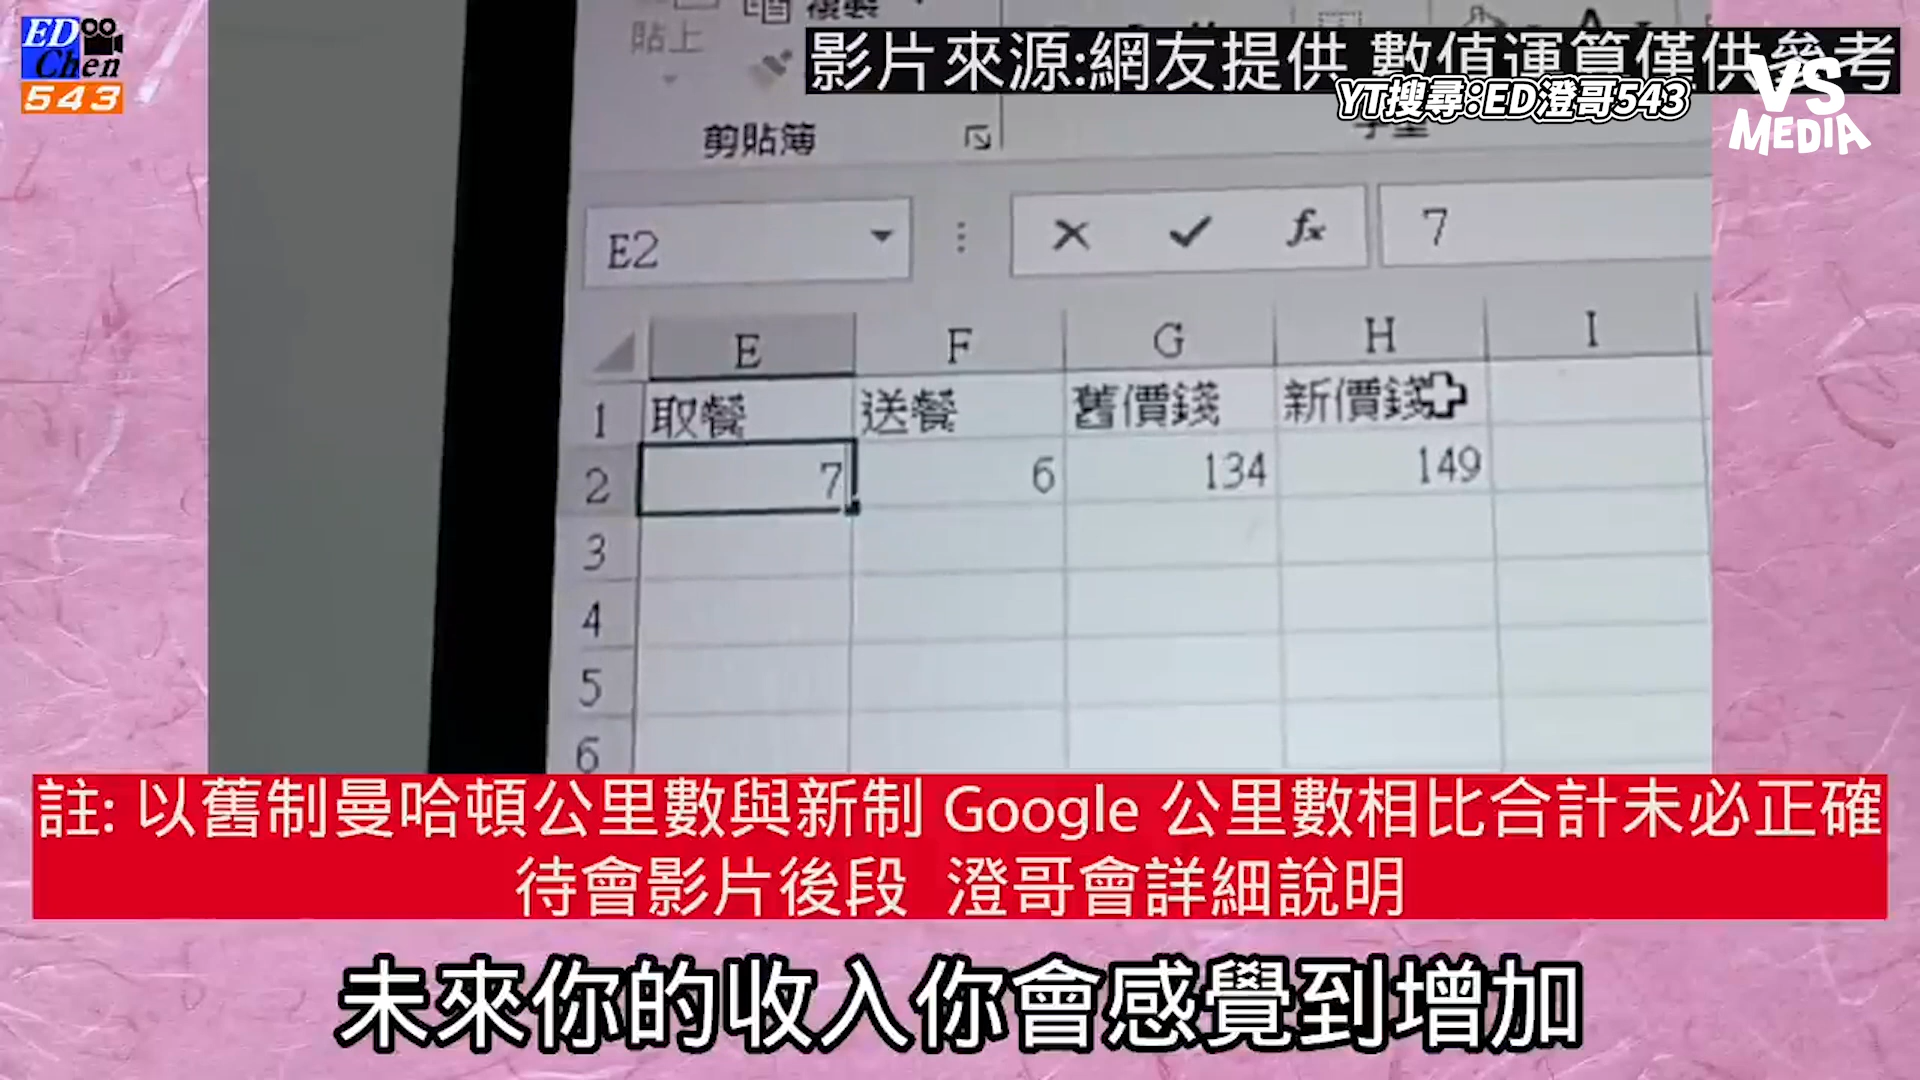 ED
Chen
543
影片來源:網友提供 數值運算僅供參考
YT搜尋:ED澄哥543
VS
MEDIA
貼上
複製
剪貼簿
字型
E2
fx
7
E F G H I
1 取餐 送餐 舊價錢 新價錢
2 7 6 134 149
3
4
5
6
註: 以舊制曼哈頓公里數與新制 Google 公里數相比合計未必正確
待會影片後段 澄哥會詳細說明
未來你的收入你會感覺到增加